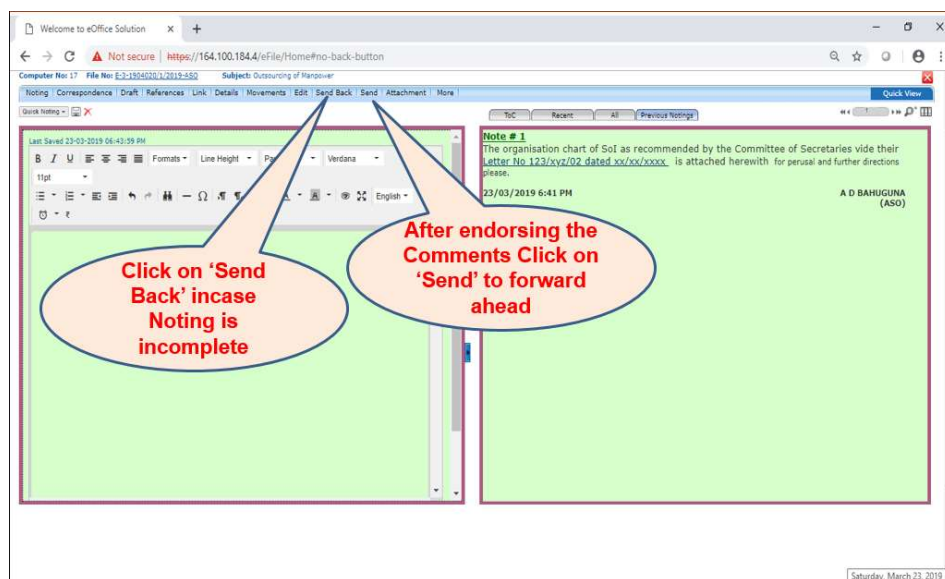 Welcome to eOffice Solution
Not secure | https://164.100.184.4/eFile/Home#no-back-button
Computer No: 17 File No: E-3-1904020/1/2019-ASO Subject: Outsourcing of Manpower
Noting | Correspondence | Draft | References | Link | Details | Movements | Edit | Send Back | Send | Attachment | More | Quick View
Quick Noting
ToC Recent All Previous Notings
Last Saved 23-03-2019 06:43:59 PM
B I U Formats Line Height Verdana
11pt
English
Note # 1
The organisation chart of SoI as recommended by the Committee of Secretaries vide their
Letter No 123/xyz/02 dated xx/xx/xxxx is attached herewith for perusal and further directions
please.
23/03/2019 6:41 PM A D BAHUGUNA
(ASO)
Click on ‘Send
Back’ incase
Noting is
incomplete
After endorsing the
Comments Click on
‘Send’ to forward
ahead
Saturday, March 23, 2019